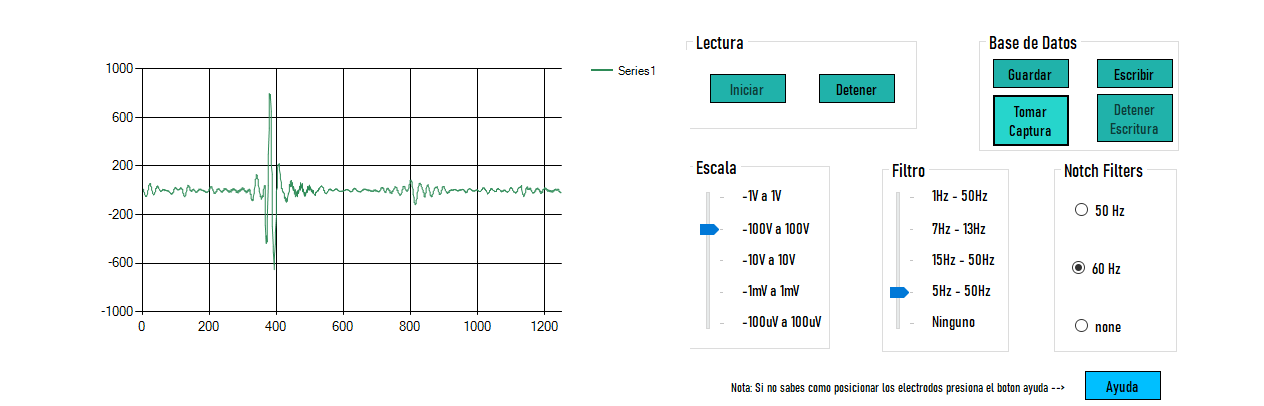 1000
600
200
-200
-600
-1000
0
200
400
600
800
1000
1200
Series1
Lectura
Iniciar
Detener
Base de Datos
Guardar
Escribir
Tomar
Captura
Detener
Escritura
Escala
-1V a 1V
-100V a 100V
-10V a 10V
-1mV a 1mV
-100uV a 100uV
Filtro
1Hz - 50Hz
7Hz - 13Hz
15Hz - 50Hz
5Hz - 50Hz
Ninguno
Notch Filters
50 Hz
60 Hz
none
Nota: Si no sabes como posicionar los electrodos presiona el boton ayuda -->
Ayuda